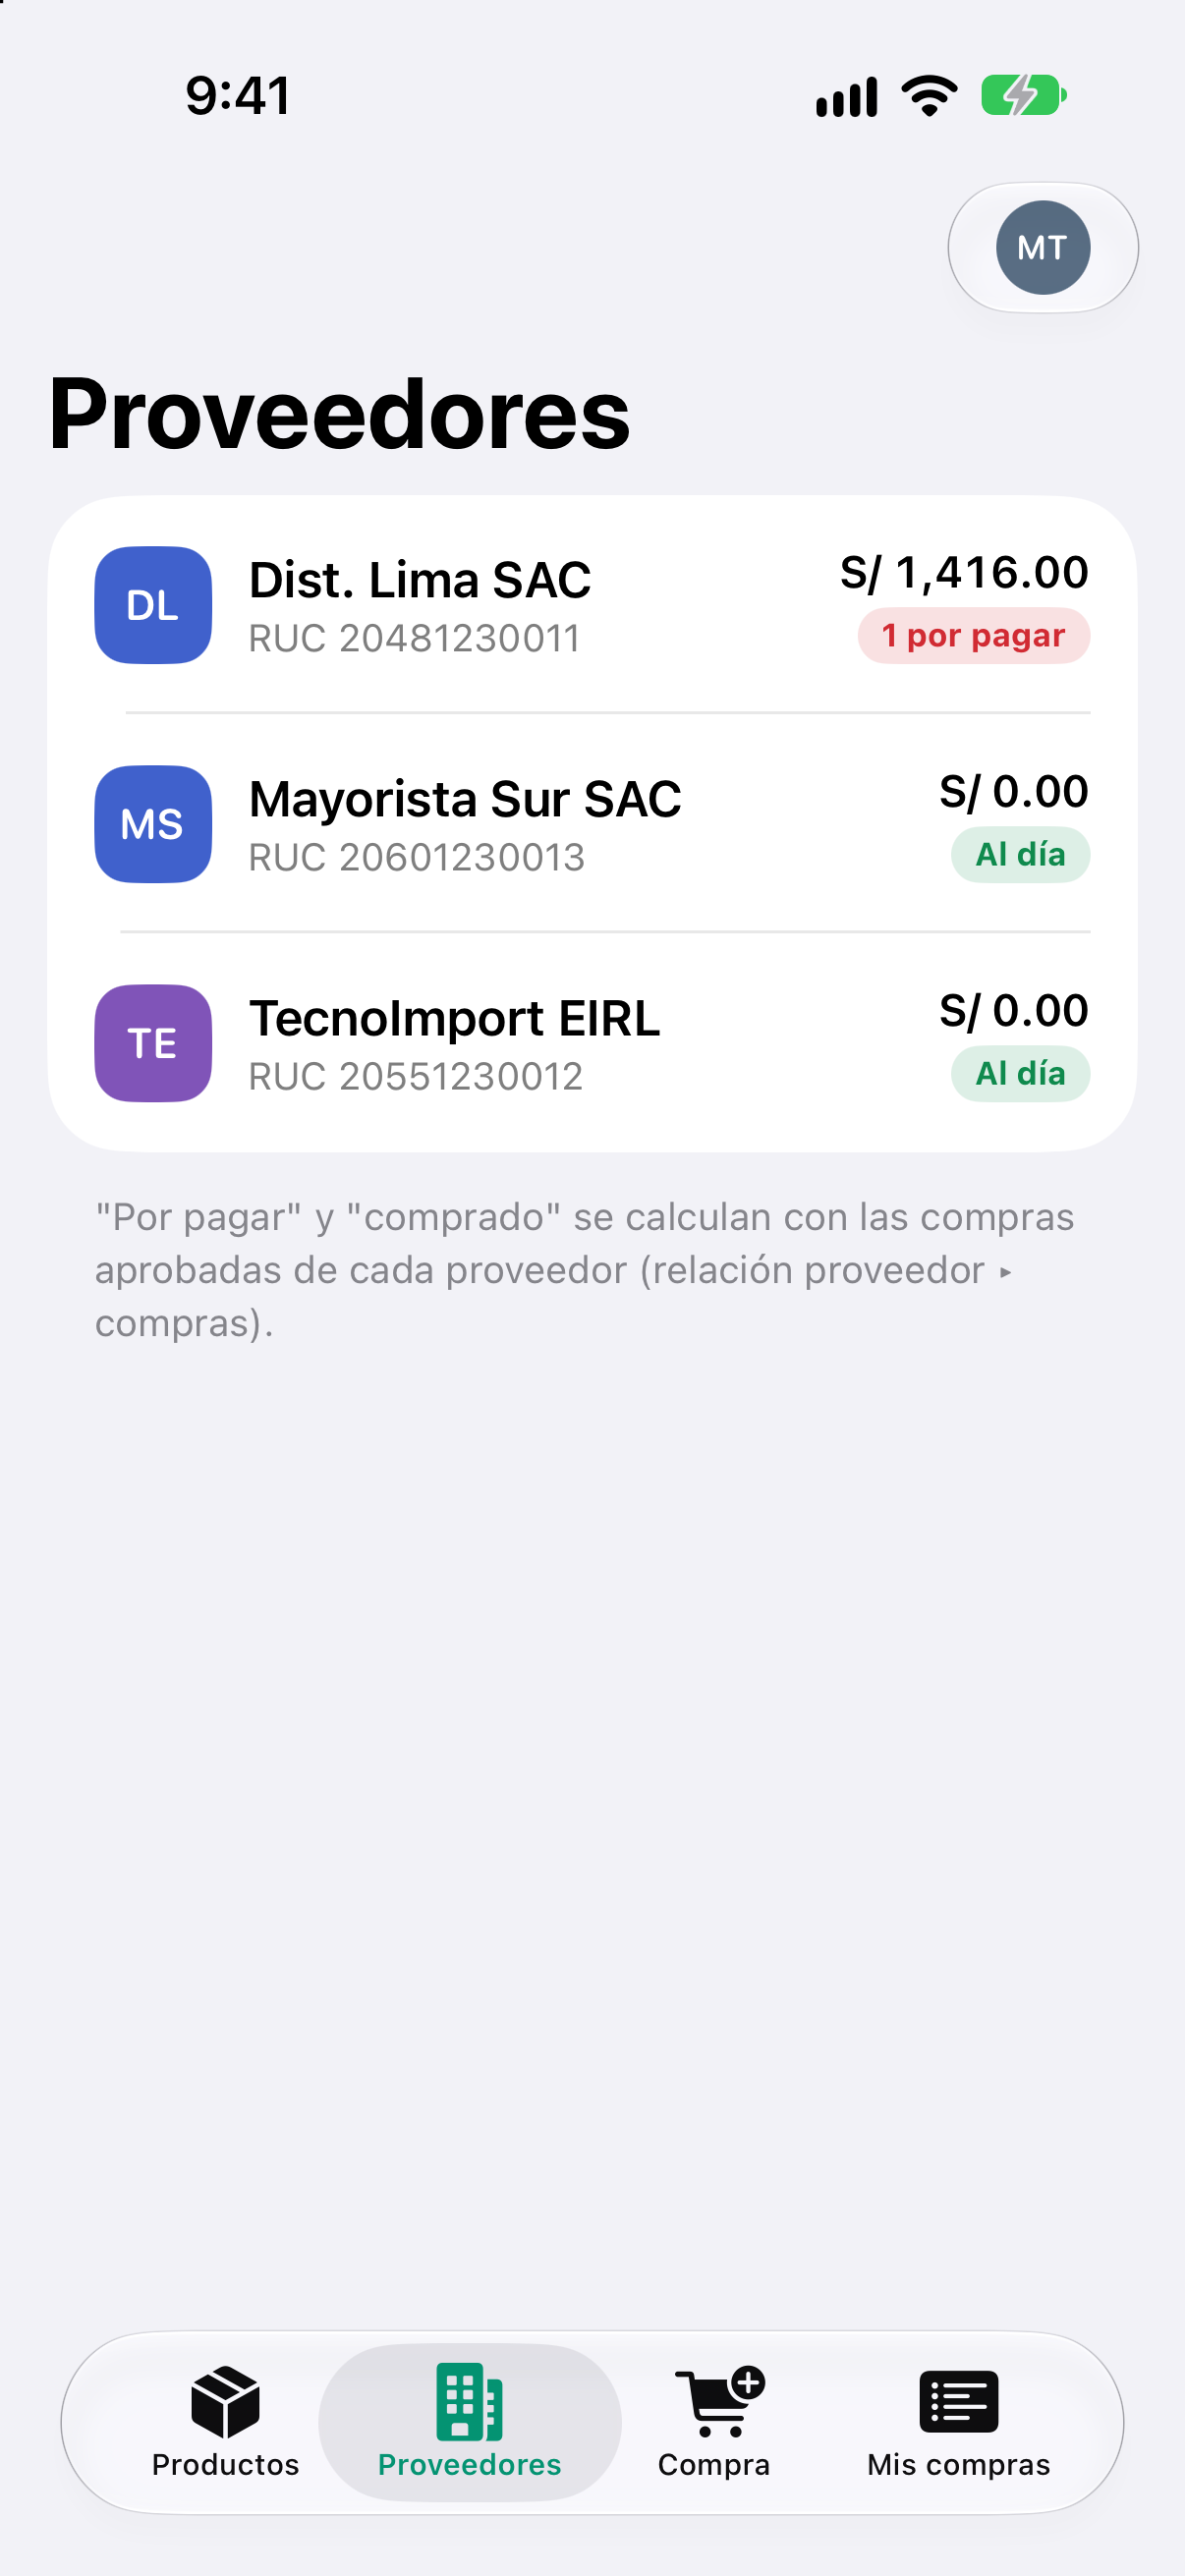 9:41
MT
Proveedores
DL
Dist. Lima SAC
S/ 1,416.00
RUC 20481230011
1 por pagar
MS
Mayorista Sur SAC
S/ 0.00
RUC 20601230013
Al día
TE
TecnoImport EIRL
S/ 0.00
RUC 20551230012
Al día
"Por pagar" y "comprado" se calculan con las compras
aprobadas de cada proveedor (relación proveedor ▸
compras).
Productos
Proveedores
Compra
Mis compras